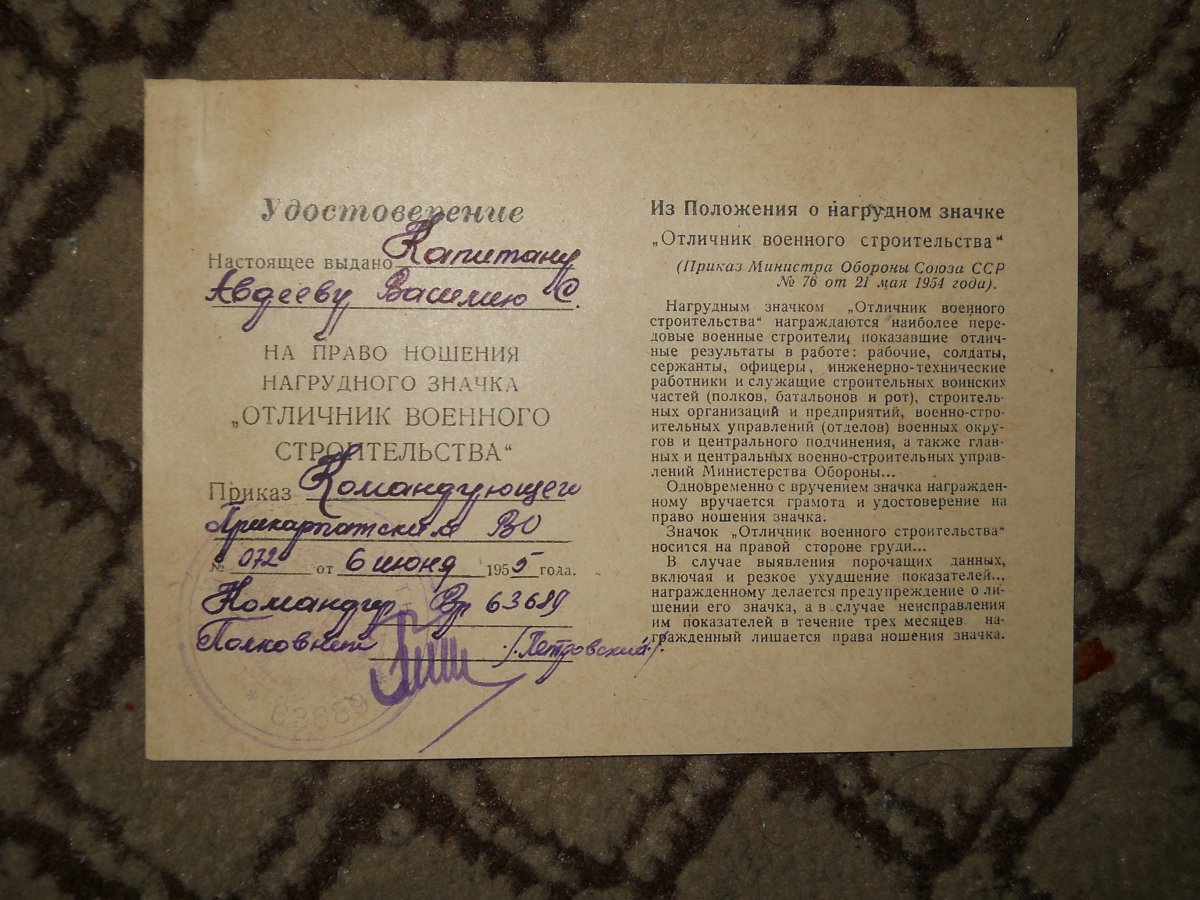 Удостоверение
Настоящее выдано Капитану
Авдееву Василию С.
НА ПРАВО НОШЕНИЯ
НАГРУДНОГО ЗНАЧКА
„ОТЛИЧНИК ВОЕННОГО
СТРОИТЕЛЬСТВА“
Приказ Командующего
Прикарпатским ВО
№ 072 от 6 июня 1955 года.
Командир 63689
Полковник /Петровский/.
* 63689 *
Из Положения о нагрудном значке
„Отличник военного строительства“
(Приказ Министра Обороны Союза ССР
№ 76 от 21 мая 1954 года).
Нагрудным значком „Отличник военного
строительства“ награждаются наиболее пере-
довые военные строители, показавшие отлич-
ные результаты в работе: рабочие, солдаты,
сержанты, офицеры, инженерно-технические
работники и служащие строительных воинских
частей (полков, батальонов и рот), строитель-
ных организаций и предприятий, военно-стро-
ительных управлений (отделов) военных окру-
гов и центрального подчинения, а также глав-
ных и центральных военно-строительных управ-
лений Министерства Обороны...
Одновременно с вручением значка награжден-
ному вручается грамота и удостоверение на
право ношения значка.
Значок „Отличник военного строительства“
носится на правой стороне груди...
В случае выявления порочащих данных,
включая и резкое ухудшение показателей...
награжденному делается предупреждение о ли-
шении его значка, а в случае неисправления
им показателей в течение трех месяцев на-
гражденный лишается права ношения значка.